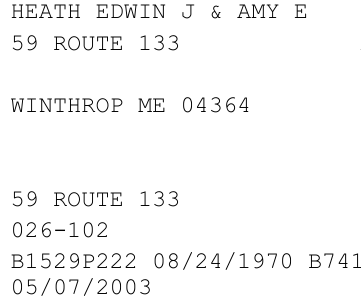 HEATH EDWIN J & AMY E
59 ROUTE 133
WINTHROP ME 04364
59 ROUTE 133
026-102
B1529P222 08/24/1970 B741
05/07/2003